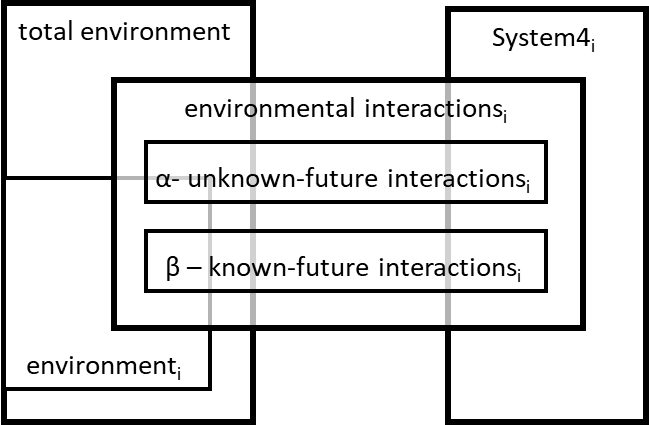 total environment
System4i
environmental interactionsi
α- unknown-future interactionsi
β – known-future interactionsi
environmenti